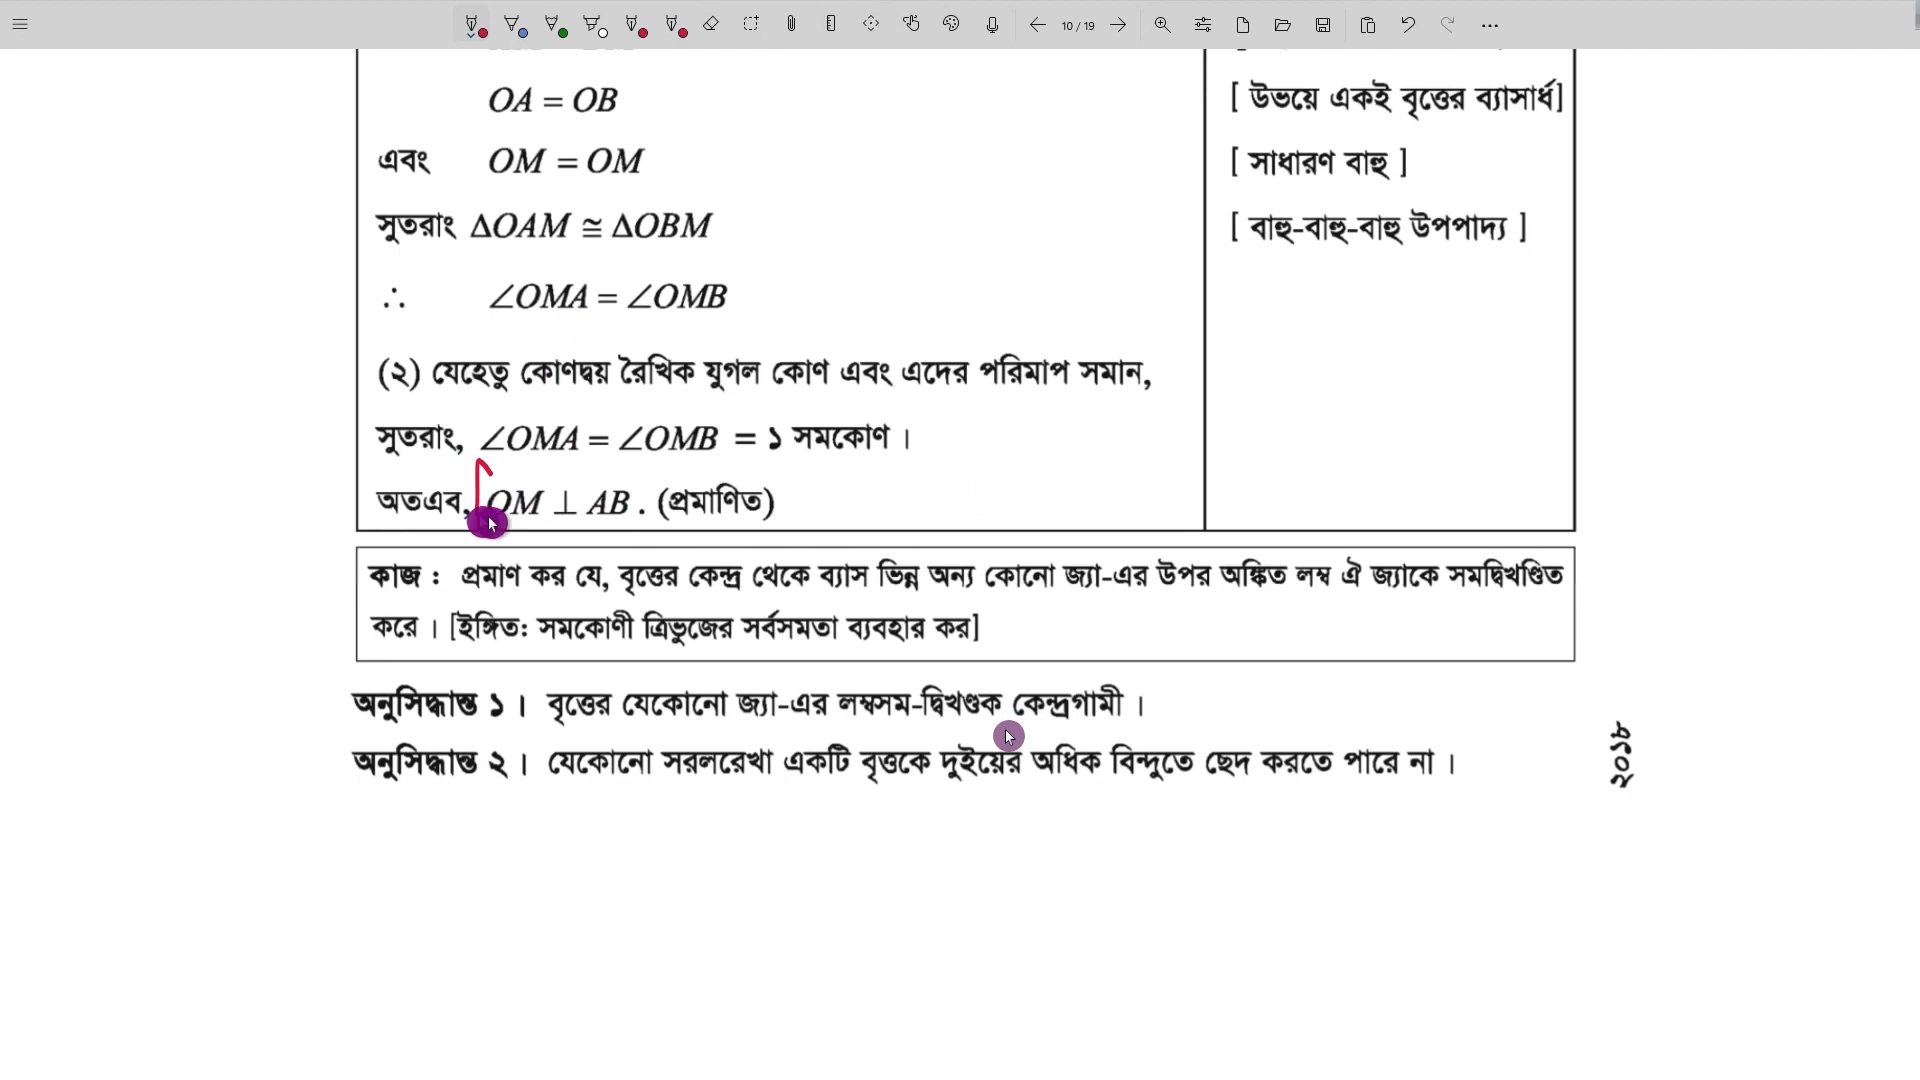 10 / 19
OA = OB
[ উভয়ে একই বৃত্তের ব্যাসার্ধ]
এবং OM = OM
[ সাধারণ বাহু ]
সুতরাং ΔOAM ≅ ΔOBM
[ বাহু-বাহু-বাহু উপপাদ্য ]
∴ ∠OMA = ∠OMB
(২) যেহেতু কোণদ্বয় রৈখিক যুগল কোণ এবং এদের পরিমাপ সমান,
সুতরাং, ∠OMA = ∠OMB = ১ সমকোণ ।
অতএব, OM ⊥ AB . (প্রমাণিত)
কাজ : প্রমাণ কর যে, বৃত্তের কেন্দ্র থেকে ব্যাস ভিন্ন অন্য কোনো জ্যা-এর উপর অঙ্কিত লম্ব ঐ জ্যাকে সমদ্বিখণ্ডিত
করে । [ইঙ্গিত: সমকোণী ত্রিভুজের সর্বসমতা ব্যবহার কর]
অনুসিদ্ধান্ত ১ । বৃত্তের যেকোনো জ্যা-এর লম্বসম-দ্বিখণ্ডক কেন্দ্রগামী ।
অনুসিদ্ধান্ত ২ । যেকোনো সরলরেখা একটি বৃত্তকে দুইয়ের অধিক বিন্দুতে ছেদ করতে পারে না ।
২০১৮